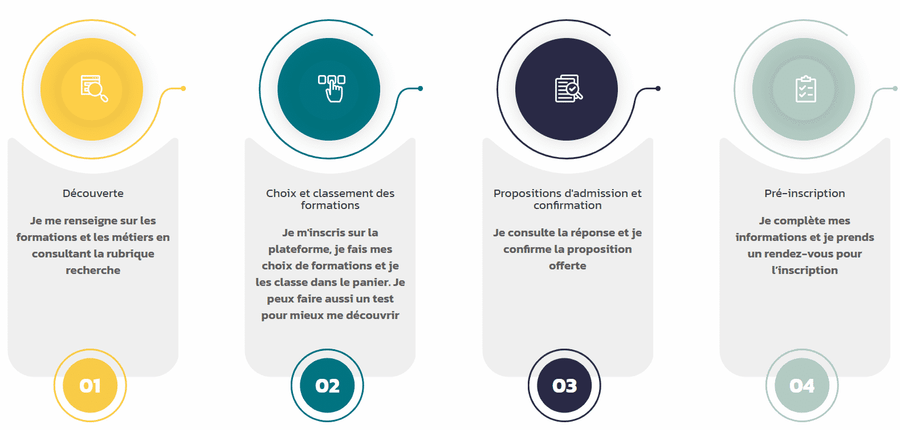 Découverte
Je me renseigne sur les
formations et les métiers en
consultant la rubrique
recherche
01
Choix et classement des
formations
Je m'inscris sur la
plateforme, je fais mes
choix de formations et je
les classe dans le panier. Je
peux faire aussi un test
pour mieux me découvrir
02
Propositions d'admission et
confirmation
Je consulte la réponse et je
confirme la proposition
offerte
03
Pré-inscription
Je complète mes
informations et je prends
un rendez-vous pour
l'inscription
04